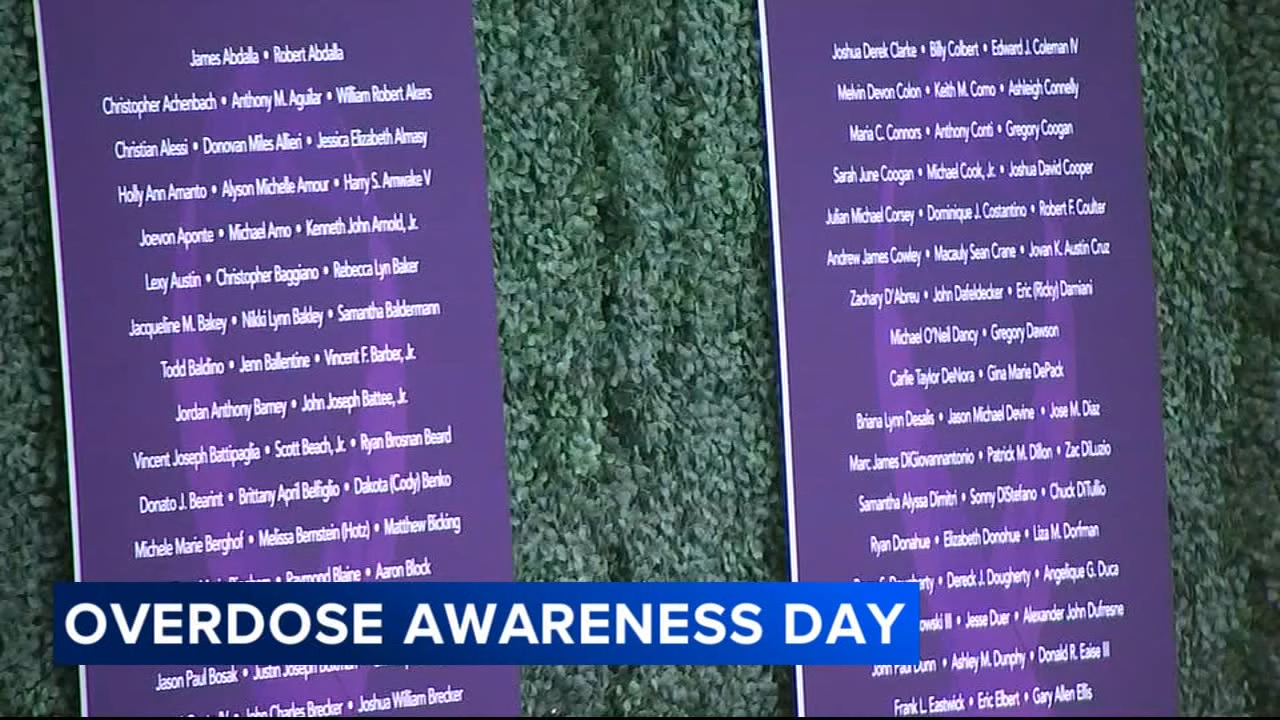 James Abdalla • Robert Abdalla
Christopher Achenbach • Anthony M. Aguilar • William Robert Akers
Christian Alessi • Donovan Miles Allieri • Jessica Elizabeth Almasy
Holly Ann Amanto • Alyson Michelle Amour • Harry S. Amwake V
Joevon Aponte • Michael Arno • Kenneth John Arnold, Jr.
Lexy Austin • Christopher Baggiano • Rebecca Lyn Baker
Jacqueline M. Bakey • Nikki Lynn Bakley • Samantha Baldermann
Todd Baldino • Jenn Ballentine • Vincent F. Barber, Jr.
Jordan Anthony Barney • John Joseph Battee, Jr.
Vincent Joseph Battipaglia • Scott Beach, Jr. • Ryan Brosnan Beard
Donato J. Bearint • Brittany April Belfiglio • Dakota (Cody) Benko
Michele Marie Berghof • Melissa Bernstein (Hotz) • Matthew Bicking
• Raymond Blaine • Aaron Block
Jason Paul Bosak • Justin Joseph
• John Charles Brecker • Joshua William Brecker
Joshua Derek Clarke • Billy Colbert • Edward J. Coleman IV
Melvin Devon Colon • Keith M. Como • Ashleigh Connelly
Maria C. Connors • Anthony Conti • Gregory Coogan
Sarah June Coogan • Michael Cook, Jr. • Joshua David Cooper
Julian Michael Corsey • Dominique J. Costantino • Robert F. Coulter
Andrew James Cowley • Macauly Sean Crane • Jovan K. Austin Cruz
Zachary D'Abreu • John Dafeldecker • Eric (Ricky) Damiani
Michael O'Neil Dancy • Gregory Dawson
Carlie Taylor DeNora • Gina Marie DePack
Briana Lynn Desalis • Jason Michael Devine • Jose M. Diaz
Marc James DiGiovannantonio • Patrick M. Dillon • Zac DiLuzio
Samantha Alyssa Dimitri • Sonny DiStefano • Chuck DiTullio
Ryan Donahue • Elizabeth Donohue • Liza M. Dorfman
• Dereck J. Dougherty • Angelique G. Duca
III • Jesse Duer • Alexander John Dufresne
John Paul Dunn • Ashley M. Dunphy • Donald R. Eaise III
Frank L. Eastwick • Eric Elbert • Gary Allen Ellis
OVERDOSE AWARENESS DAY